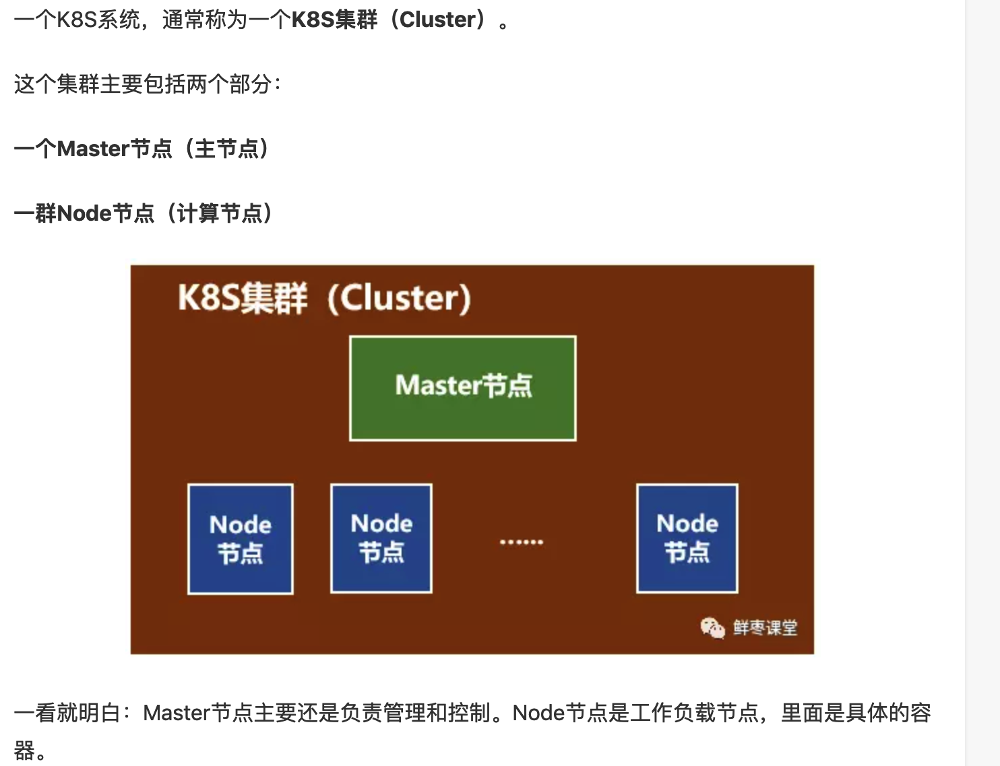 一个K8S系统，通常称为一个K8S集群（Cluster）。
这个集群主要包括两个部分：
一个Master节点（主节点）
一群Node节点（计算节点）
K8S集群（Cluster）
Master节点
Node
节点
Node
节点
......
Node
节点
鲜枣课堂
一看就明白：Master节点主要还是负责管理和控制。Node节点是工作负载节点，里面是具体的容
器。